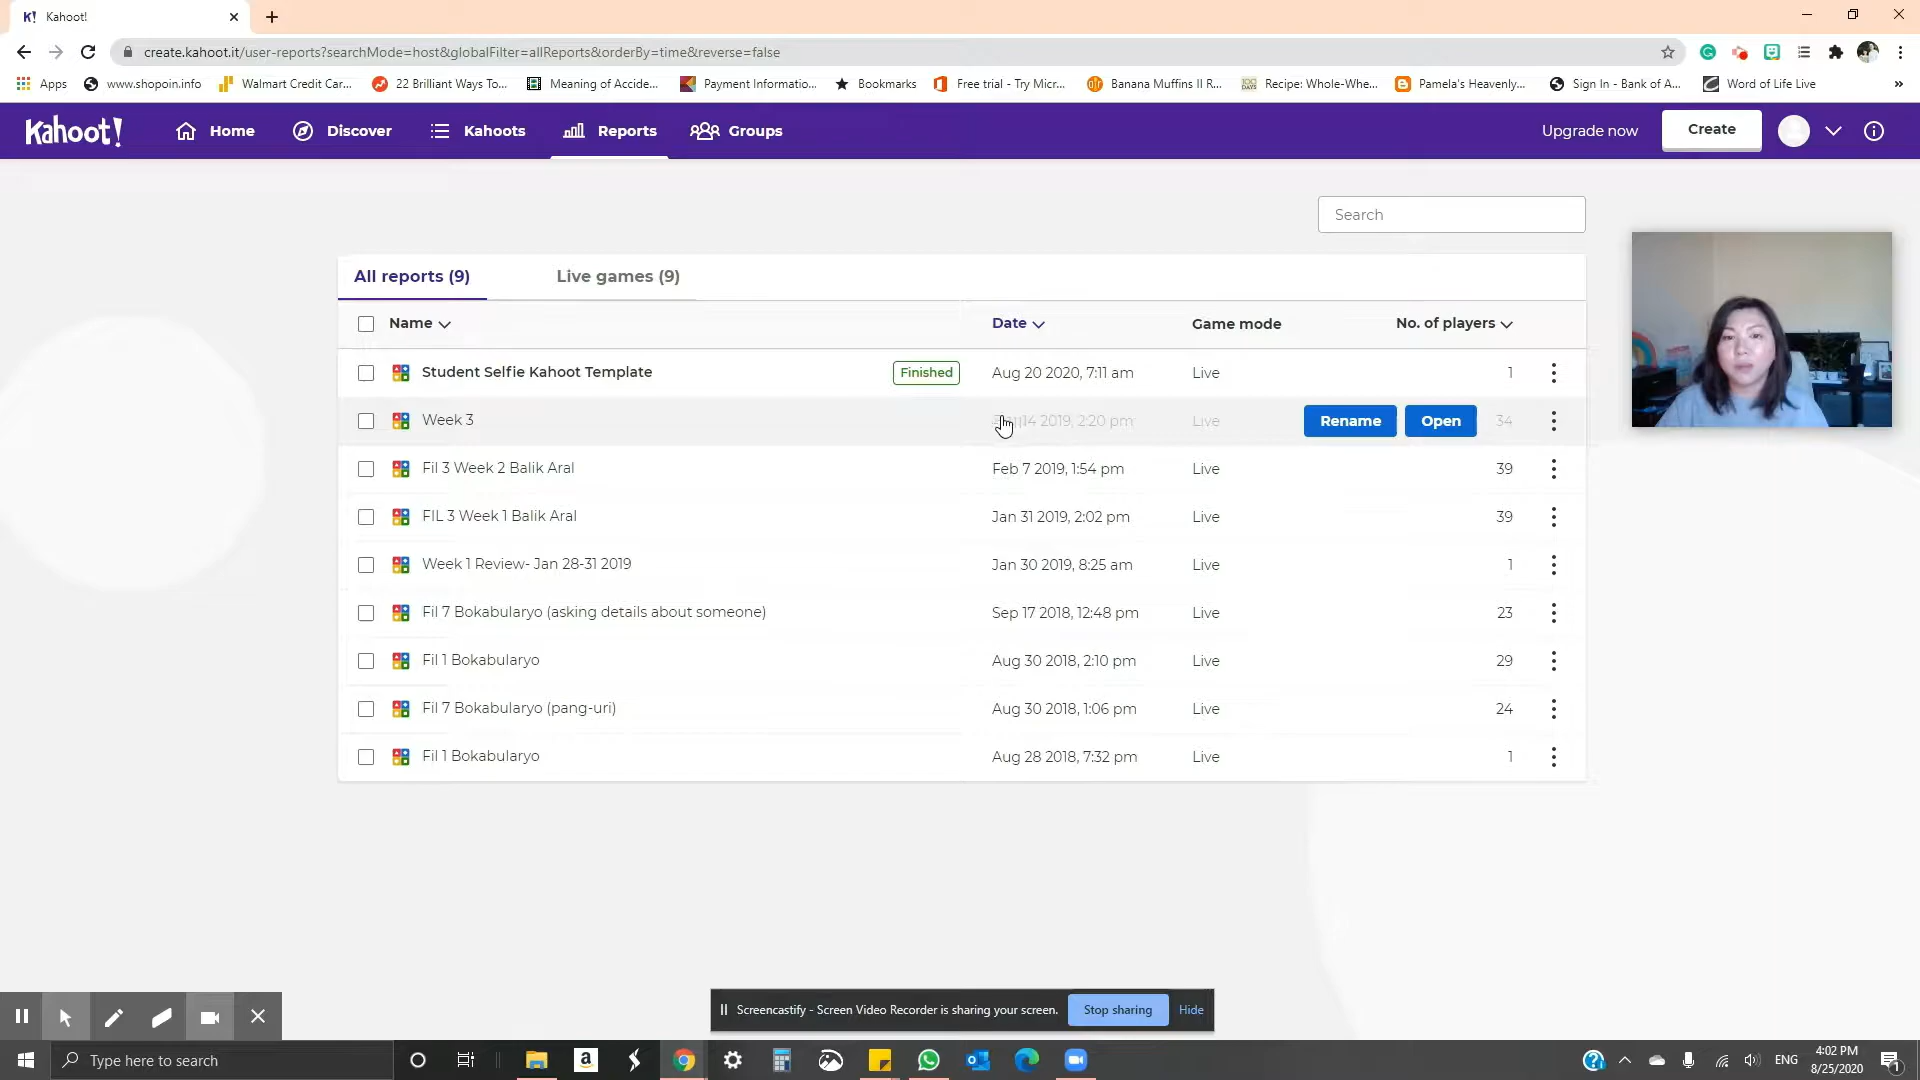 K! Kahoot!
create.kahoot.it/user-reports?searchMode=host&globalFilter=allReports&orderBy=time&reverse=false
Apps www.shopoin.info Walmart Credit Car... 22 Brilliant Ways To... Meaning of Accide... Payment Informatio... Bookmarks Free trial - Try Micr... Banana Muffins II R... Recipe: Whole-Whe... Pamela's Heavenly... Sign In - Bank of A... Word of Life Live »
Kahoot! Home Discover Kahoots Reports Groups Upgrade now Create
Search
All reports (9) Live games (9)
Name Date Game mode No. of players
Student Selfie Kahoot Template Finished Aug 20 2020, 7:11 am Live 1
Week 3 14 2019, 2:20 pm Live Rename Open 34
Fil 3 Week 2 Balik Aral Feb 7 2019, 1:54 pm Live 39
FIL 3 Week 1 Balik Aral Jan 31 2019, 2:02 pm Live 39
Week 1 Review- Jan 28-31 2019 Jan 30 2019, 8:25 am Live 1
Fil 7 Bokabularyo (asking details about someone) Sep 17 2018, 12:48 pm Live 23
Fil 1 Bokabularyo Aug 30 2018, 2:10 pm Live 29
Fil 7 Bokabularyo (pang-uri) Aug 30 2018, 1:06 pm Live 24
Fil 1 Bokabularyo Aug 28 2018, 7:32 pm Live 1
Screencastify - Screen Video Recorder is sharing your screen. Stop sharing Hide
Type here to search ENG 4:02 PM
8/25/2020